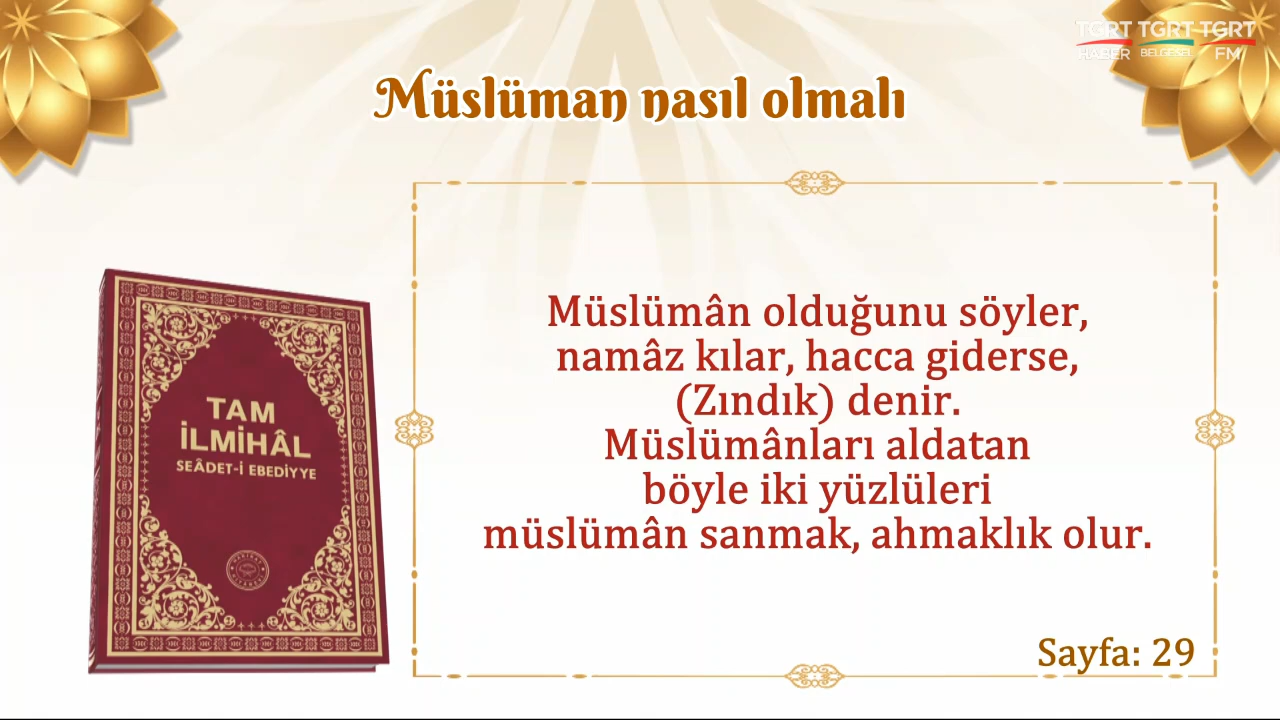 TGRT TGRT TGRT
HABER BELGESEL FM
Müslüman nasıl olmalı
TAM
İLMİHÂL
SEÂDET-İ EBEDİYYE
Müslümân olduğunu söyler,
namâz kılar, hacca giderse,
(Zındık) denir.
Müslümânları aldatan
böyle iki yüzlüleri
müslümân sanmak, ahmaklık olur.
Sayfa: 29